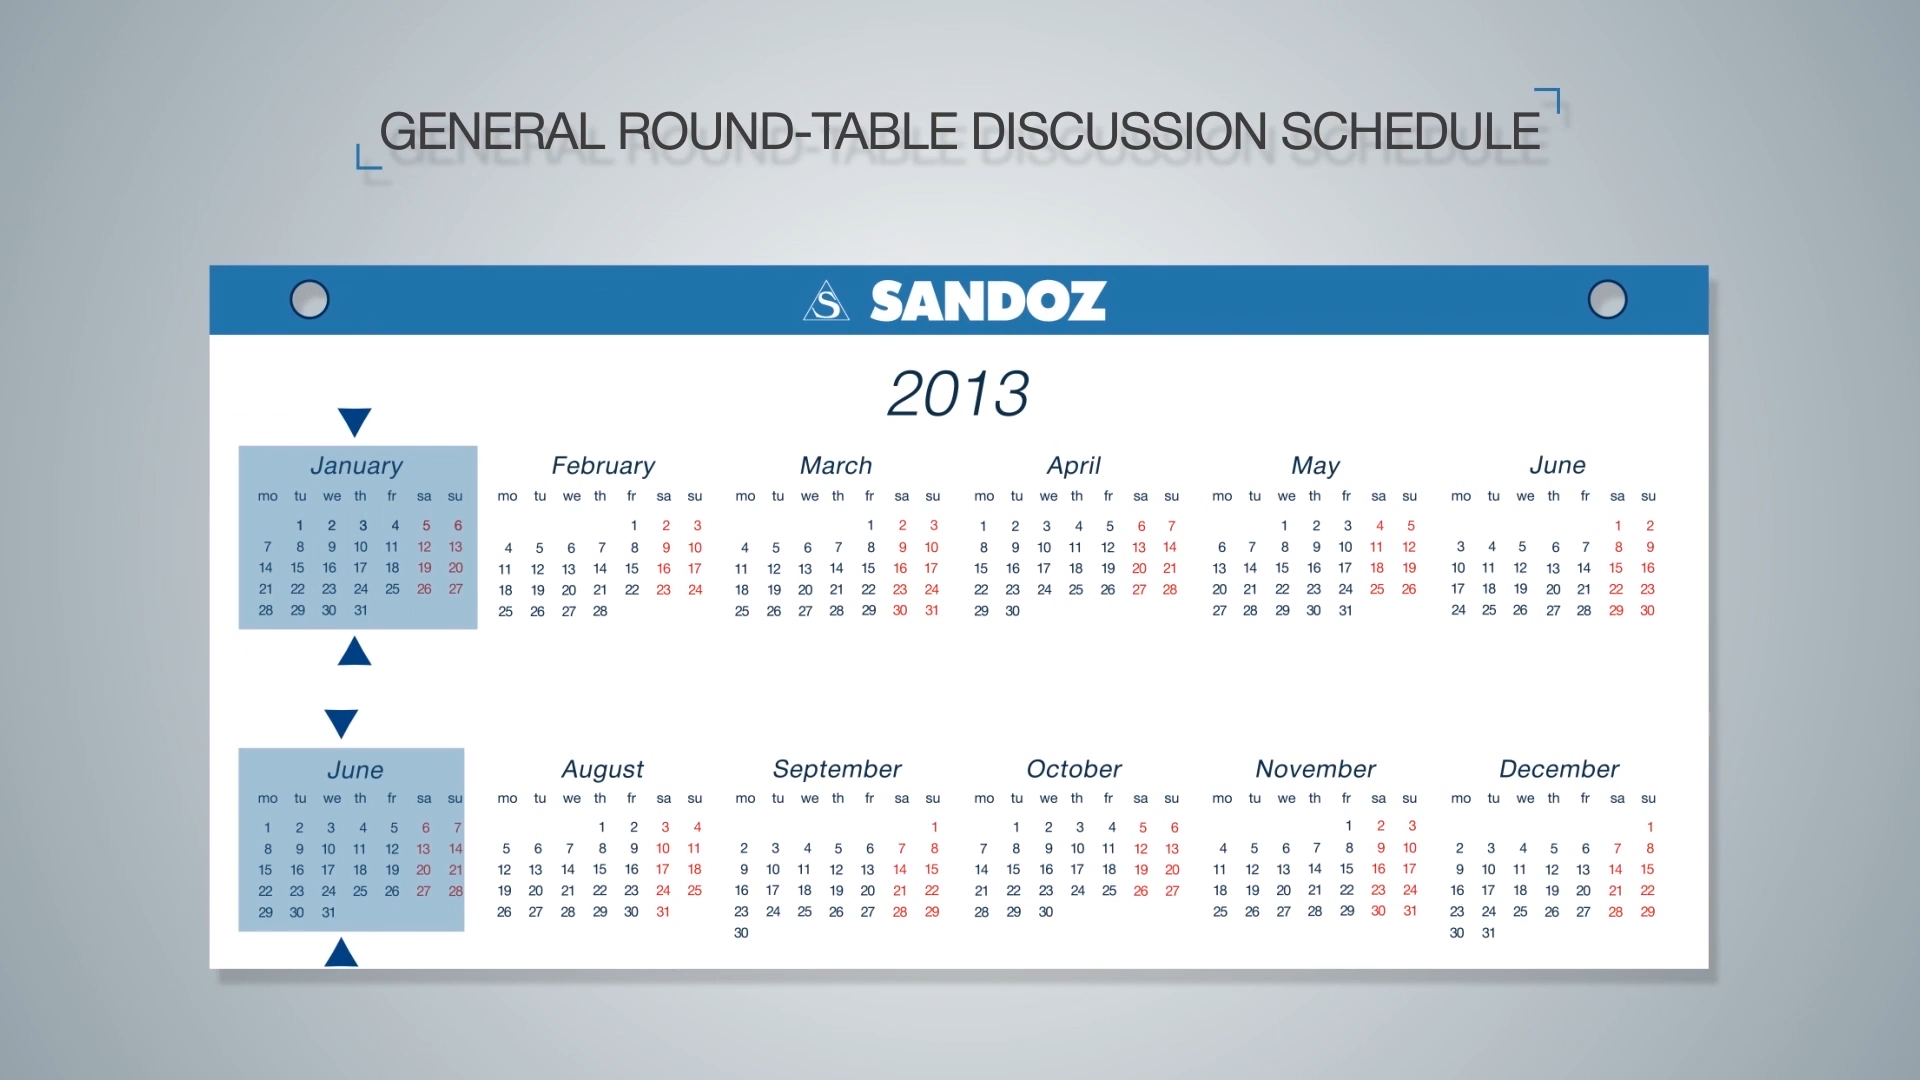 GENERAL ROUND-TABLE DISCUSSION SCHEDULE
S SANDOZ
2013
January February March April May June
mo tu we th fr sa su mo tu we th fr sa su mo tu we th fr sa su mo tu we th fr sa su mo tu we th fr sa su mo tu we th fr sa su
1 2 3 4 5 6 1 2 3 1 2 3 1 2 3 4 5 6 7 1 2 3 4 5 1 2
7 8 9 10 11 12 13 4 5 6 7 8 9 10 4 5 6 7 8 9 10 8 9 10 11 12 13 14 6 7 8 9 10 11 12 3 4 5 6 7 8 9
14 15 16 17 18 19 20 11 12 13 14 15 16 17 11 12 13 14 15 16 17 15 16 17 18 19 20 21 13 14 15 16 17 18 19 10 11 12 13 14 15 16
21 22 23 24 25 26 27 18 19 20 21 22 23 24 18 19 20 21 22 23 24 22 23 24 25 26 27 28 20 21 22 23 24 25 26 17 18 19 20 21 22 23
28 29 30 31 25 26 27 28 25 26 27 28 29 30 31 29 30 27 28 29 30 31 24 25 26 27 28 29 30
June August September October November December
mo tu we th fr sa su mo tu we th fr sa su mo tu we th fr sa su mo tu we th fr sa su mo tu we th fr sa su mo tu we th fr sa su
1 2 3 4 5 6 7 1 2 3 4 1 1 2 3 4 5 6 1 2 3 1
8 9 10 11 12 13 14 5 6 7 8 9 10 11 2 3 4 5 6 7 8 7 8 9 10 11 12 13 4 5 6 7 8 9 10 2 3 4 5 6 7 8
15 16 17 18 19 20 21 12 13 14 15 16 17 18 9 10 11 12 13 14 15 14 15 16 17 18 19 20 11 12 13 14 15 16 17 9 10 11 12 13 14 15
22 23 24 25 26 27 28 19 20 21 22 23 24 25 16 17 18 19 20 21 22 21 22 23 24 25 26 27 18 19 20 21 22 23 24 16 17 18 19 20 21 22
29 30 31 26 27 28 29 30 31 23 24 25 26 27 28 29 28 29 30 25 26 27 28 29 30 31 23 24 25 26 27 28 29
30 30 31